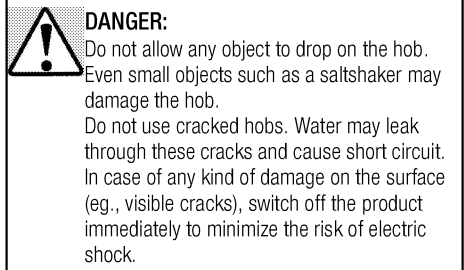 DANGER:
Do not allow any object to drop on the hob.
Even small objects such as a saltshaker may
damage the hob.
Do not use cracked hobs. Water may leak
through these cracks and cause short circuit.
In case of any kind of damage on the surface
(eg., visible cracks), switch off the product
immediately to minimize the risk of electric
shock.